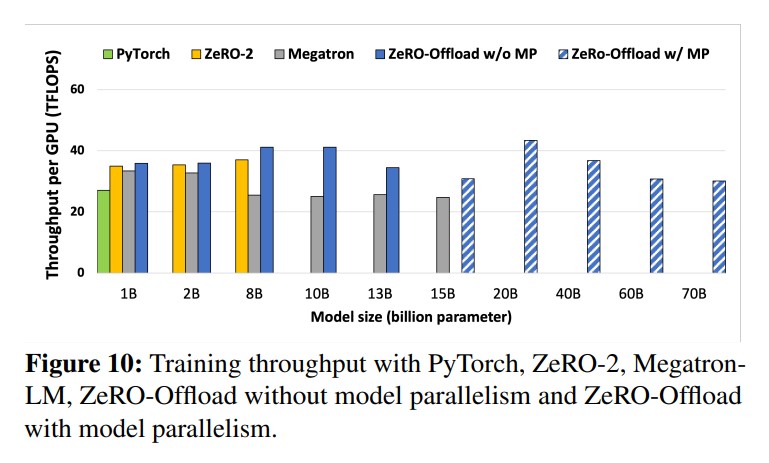 PyTorch ZeRO-2 Megatron ZeRO-Offload w/o MP ZeRo-Offload w/ MP
Throughput per GPU (TFLOPS)
60
40
20
0
1B 2B 8B 10B 13B 15B 20B 40B 60B 70B
Model size (billion parameter)
Figure 10: Training throughput with PyTorch, ZeRO-2, Megatron-
LM, ZeRO-Offload without model parallelism and ZeRO-Offload
with model parallelism.